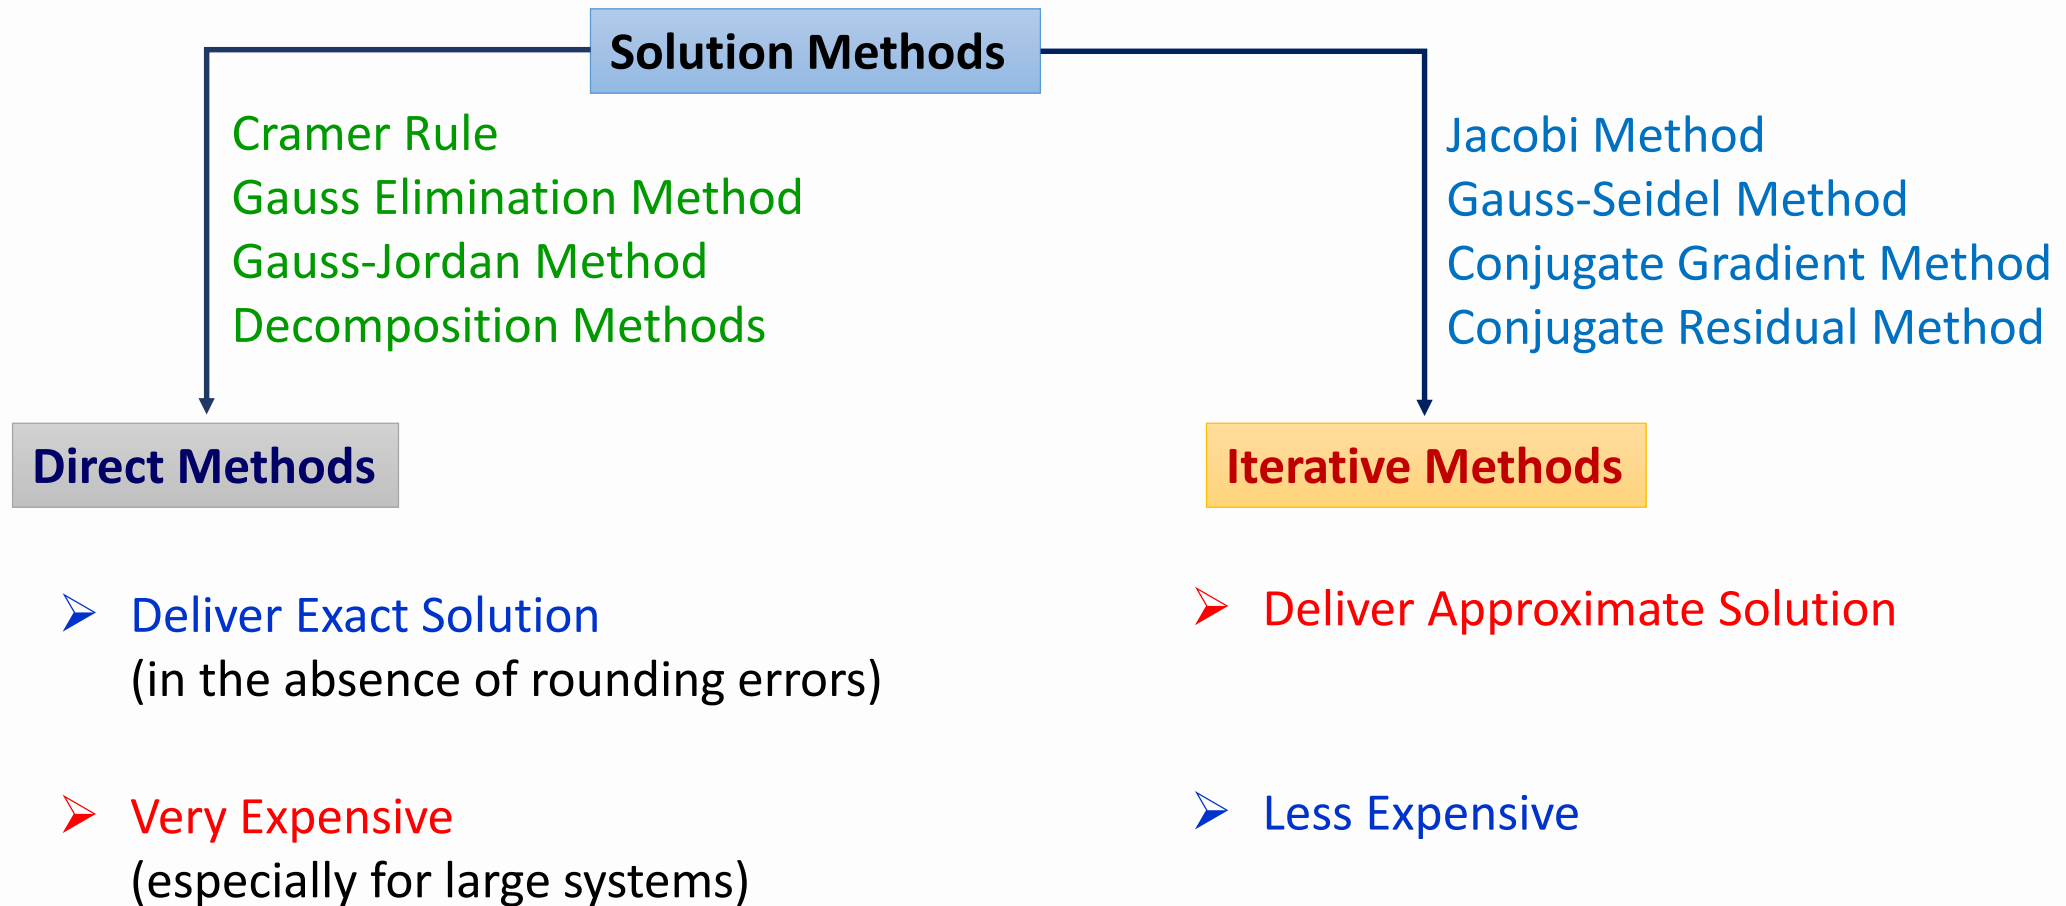 Solution Methods
Cramer Rule
Gauss Elimination Method
Gauss-Jordan Method
Decomposition Methods
Direct Methods
Deliver Exact Solution
(in the absence of rounding errors)
Very Expensive
(especially for large systems)
Jacobi Method
Gauss-Seidel Method
Conjugate Gradient Method
Conjugate Residual Method
Iterative Methods
Deliver Approximate Solution
Less Expensive